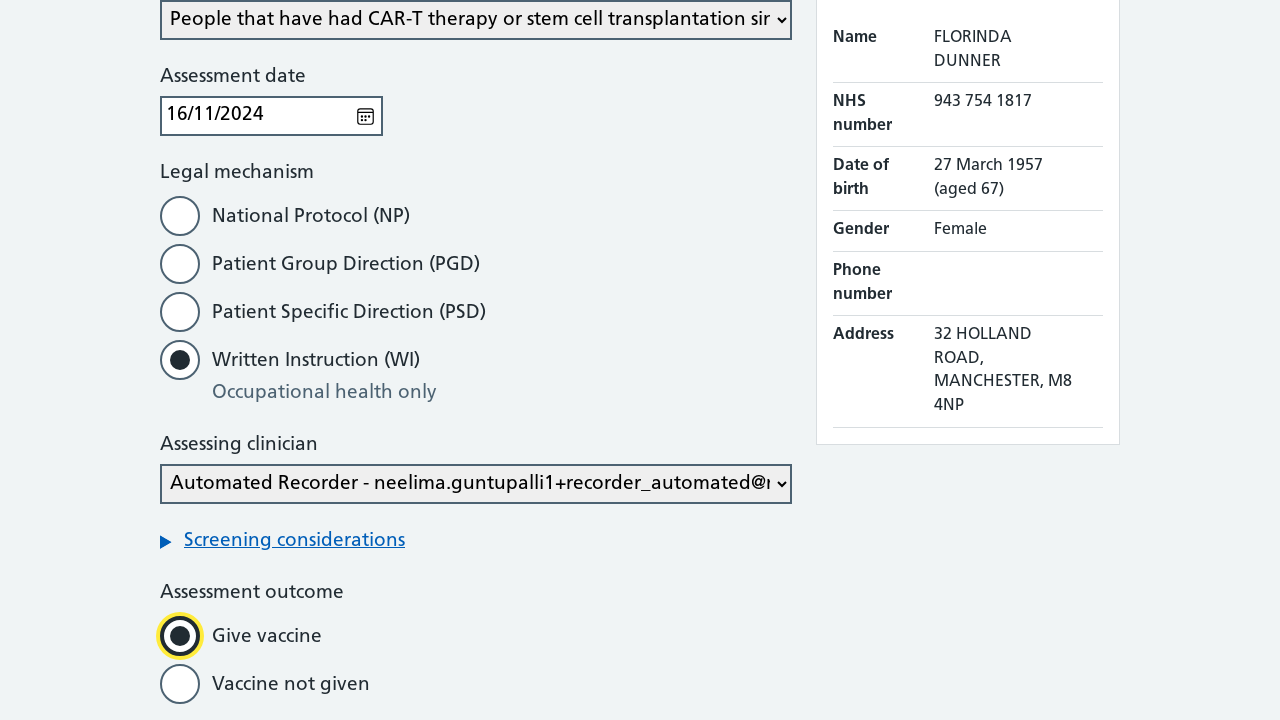 People that have had CAR-T therapy or stem cell transplantation sir
Assessment date
16/11/2024
Legal mechanism
National Protocol (NP)
Patient Group Direction (PGD)
Patient Specific Direction (PSD)
Written Instruction (WI)
Occupational health only
Assessing clinician
Automated Recorder - neelima.guntupalli1+recorder_automated@r
Screening considerations
Assessment outcome
Give vaccine
Vaccine not given
Name
FLORINDA
DUNNER
NHS
number
943 754 1817
Date of
birth
27 March 1957
(aged 67)
Gender
Female
Phone
number
Address
32 HOLLAND
ROAD,
MANCHESTER, M8
4NP